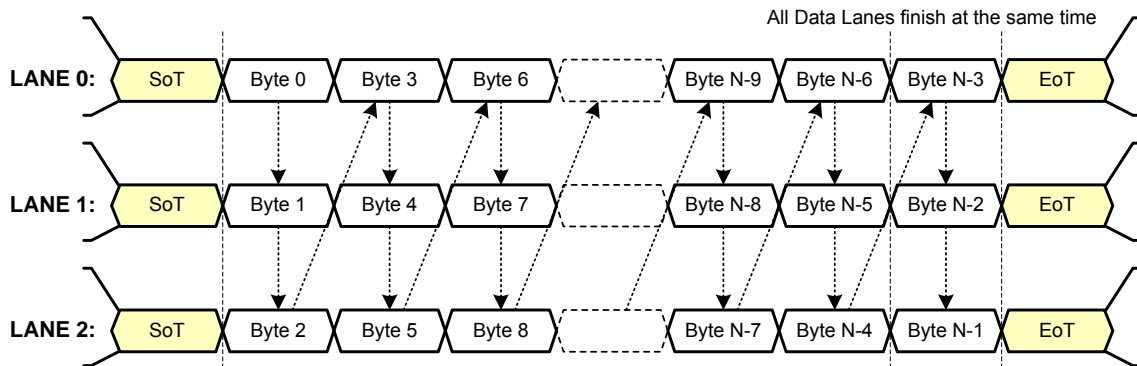 All Data Lanes finish at the same time
LANE 0: SoT Byte 0 Byte 3 Byte 6 Byte N-9 Byte N-6 Byte N-3 EoT
LANE 1: SoT Byte 1 Byte 4 Byte 7 Byte N-8 Byte N-5 Byte N-2 EoT
LANE 2: SoT Byte 2 Byte 5 Byte 8 Byte N-7 Byte N-4 Byte N-1 EoT